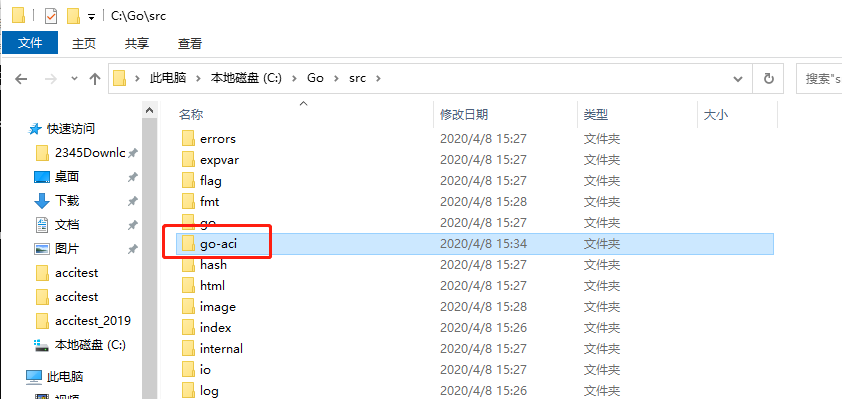 C:\Go\src
文件 主页 共享 查看
此电脑 本地磁盘 (C:) Go src 搜索"s
名称 修改日期 类型 大小
快速访问
2345Downlc
桌面
下载
文档
图片
accitest
accitest
accitest_2019
本地磁盘 (C:)
此电脑
视频
errors 2020/4/8 15:27 文件夹
expvar 2020/4/8 15:27 文件夹
flag 2020/4/8 15:27 文件夹
fmt 2020/4/8 15:28 文件夹
go 2020/4/8 15:27 文件夹
go-aci 2020/4/8 15:34 文件夹
hash 2020/4/8 15:27 文件夹
html 2020/4/8 15:27 文件夹
image 2020/4/8 15:28 文件夹
index 2020/4/8 15:26 文件夹
internal 2020/4/8 15:27 文件夹
io 2020/4/8 15:27 文件夹
log 2020/4/8 15:26 文件夹